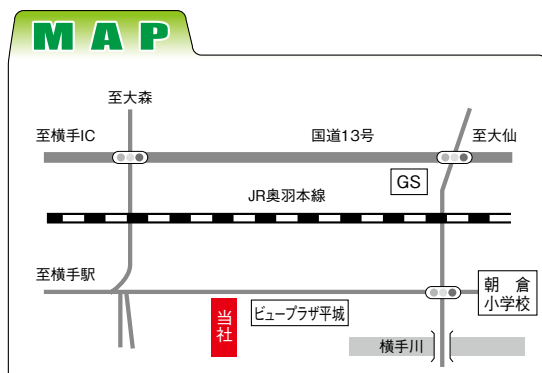 MAP
至大森
至横手IC
国道13号
至大仙
GS
JR奥羽本線
至横手駅
朝倉
小学校
当社
ビュープラザ平城
横手川